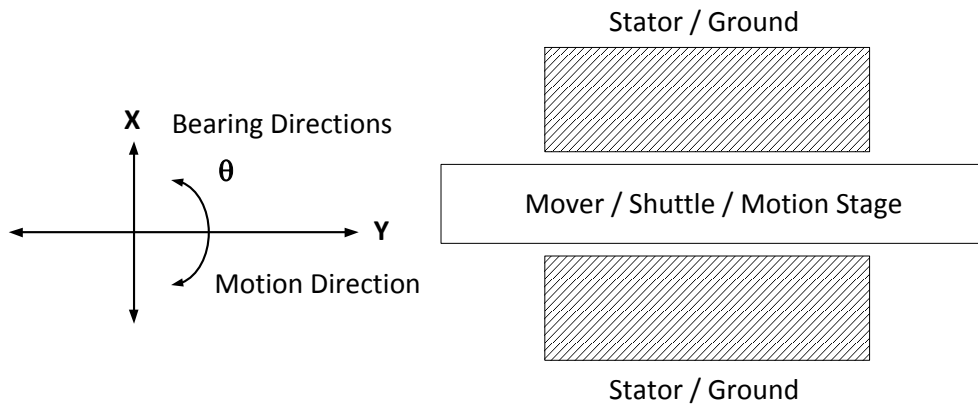 Stator / Ground
X
Bearing Directions
θ
Mover / Shuttle / Motion Stage
Y
Motion Direction
Stator / Ground